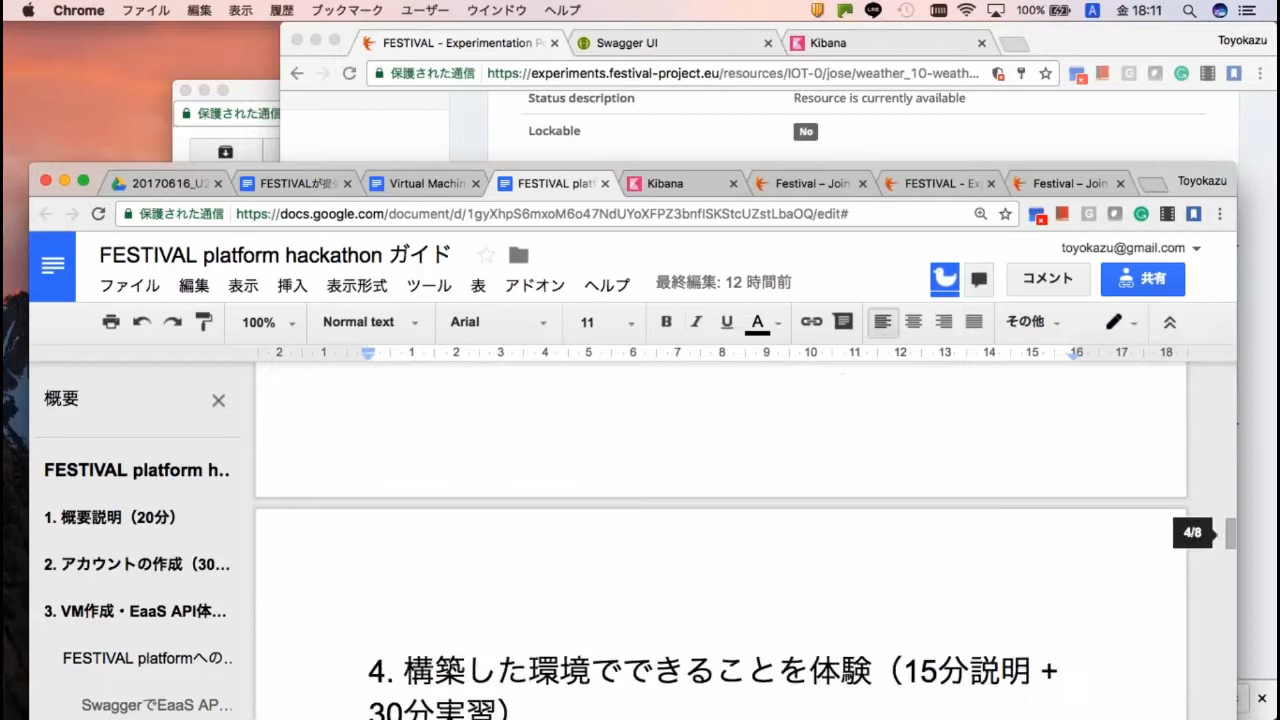 Chrome ファイル 編集 表示 履歴 ブックマーク ユーザー ウインドウ ヘルプ 100% A 金 18:11
FESTIVAL - Experimentation Po Swagger UI Kibana Toyokazu
保護された通信 https://experiments.festival-project.eu/resources/IOT-0/jose/weather_10-weath...
Status description Resource is currently available
保護された通信
Lockable No
20170616_U2 FESTIVALが提 Virtual Machin FESTIVAL plat Kibana Festival – Join FESTIVAL - Ex Festival – Join Toyokazu
保護された通信 https://docs.google.com/document/d/1gyXhpS6mxoM6o47NdUYoXFPZ3bnfISKStcUZstLbaOQ/edit#
FESTIVAL platform hackathon ガイド toyokazu@gmail.com
ファイル 編集 表示 挿入 表示形式 ツール 表 アドオン ヘルプ 最終編集: 12 時間前 コメント 共有
100% Normal text Arial 11 B I U A その他
2 1 1 2 3 4 5 6 7 8 9 10 11 12 13 14 15 16 17 18
概要
FESTIVAL platform h..
1. 概要説明（20分）
4/8
2. アカウントの作成（30...
3. VM作成・EaaS API体...
FESTIVAL platformへの..
4. 構築した環境でできることを体験（15分説明 +
SwaggerでEaaS AP...
30分実習）